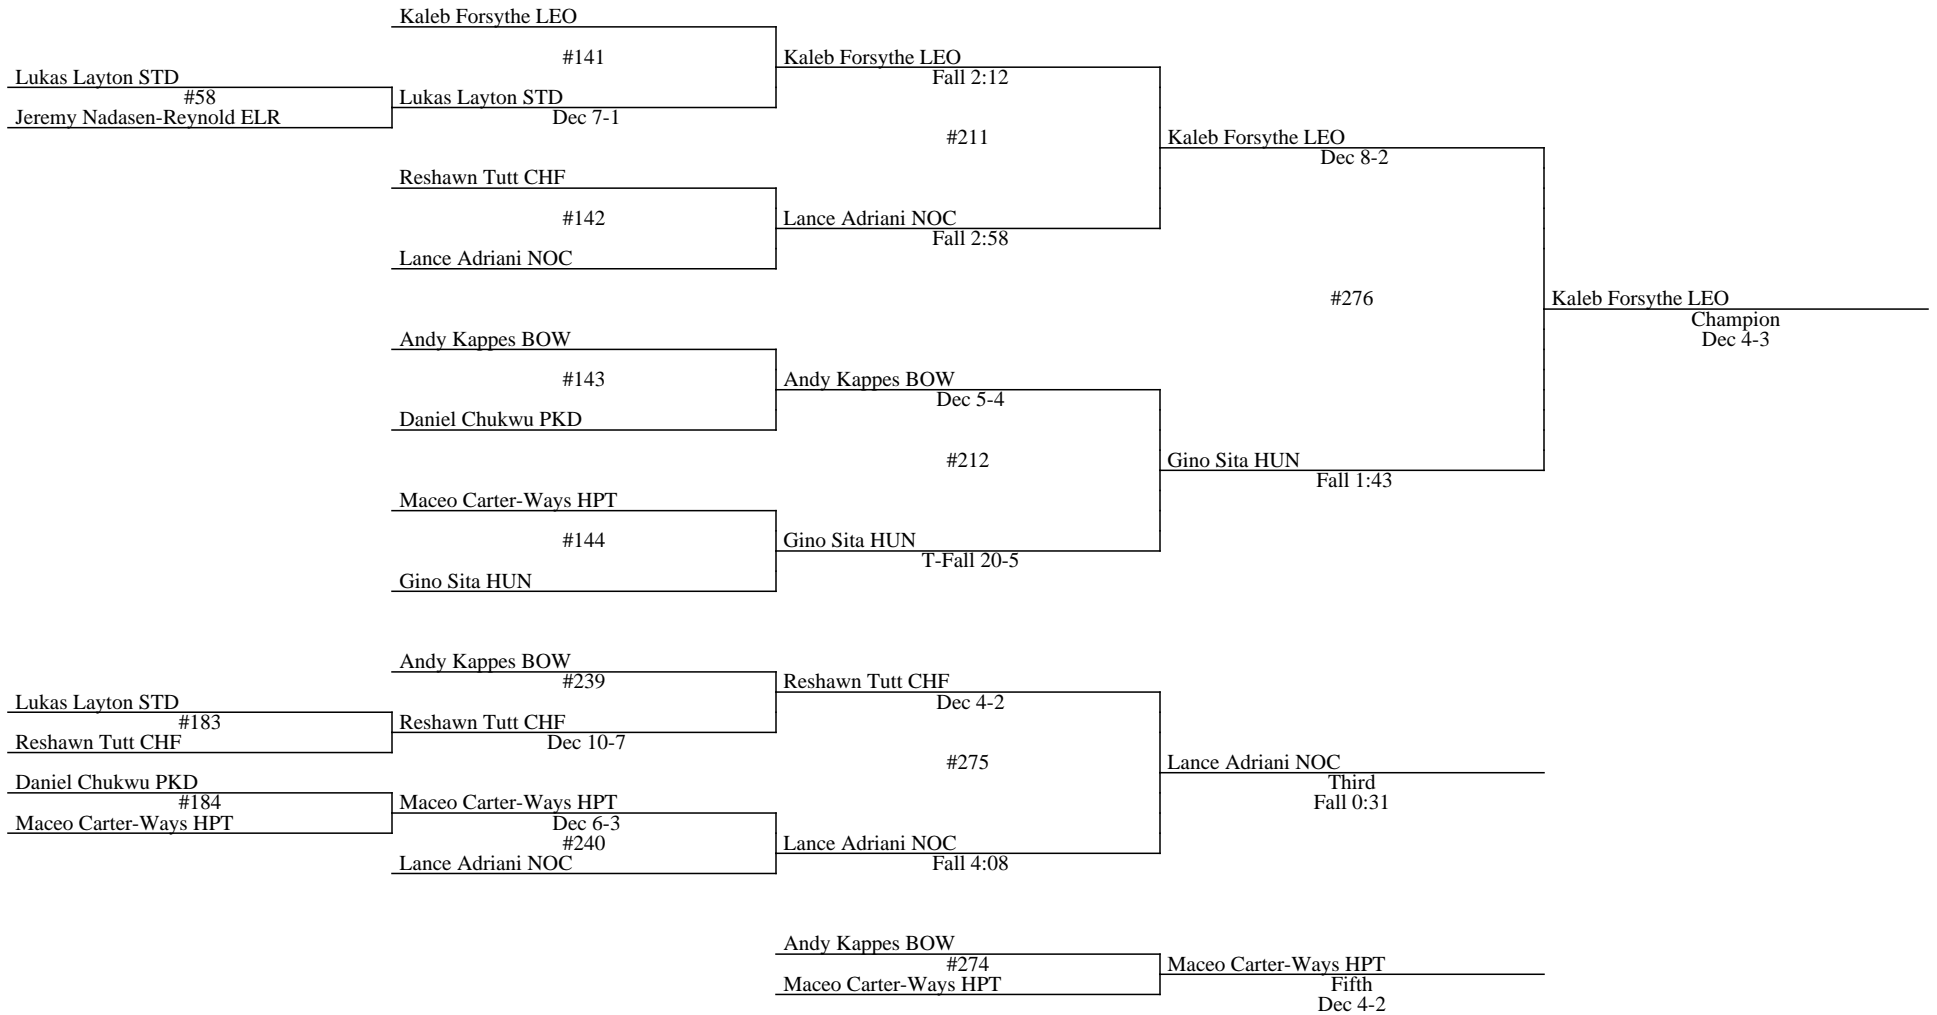 Kaleb Forsythe LEO
#141
Kaleb Forsythe LEO
Fall 2:12
Lukas Layton STD
#58
Lukas Layton STD
Dec 7-1
Jeremy Nadasen-Reynold ELR
#211
Kaleb Forsythe LEO
Dec 8-2
Reshawn Tutt CHF
#142
Lance Adriani NOC
Fall 2:58
Lance Adriani NOC
#276
Kaleb Forsythe LEO
Champion
Dec 4-3
Andy Kappes BOW
#143
Andy Kappes BOW
Dec 5-4
Daniel Chukwu PKD
#212
Gino Sita HUN
Fall 1:43
Maceo Carter-Ways HPT
#144
Gino Sita HUN
T-Fall 20-5
Gino Sita HUN
Andy Kappes BOW
#239
Reshawn Tutt CHF
Dec 4-2
Lukas Layton STD
#183
Reshawn Tutt CHF
Dec 10-7
Reshawn Tutt CHF
#275
Lance Adriani NOC
Third
Fall 0:31
Daniel Chukwu PKD
#184
Maceo Carter-Ways HPT
Dec 6-3
Maceo Carter-Ways HPT
#240
Lance Adriani NOC
Fall 4:08
Lance Adriani NOC
Andy Kappes BOW
#274
Maceo Carter-Ways HPT
Fifth
Dec 4-2
Maceo Carter-Ways HPT